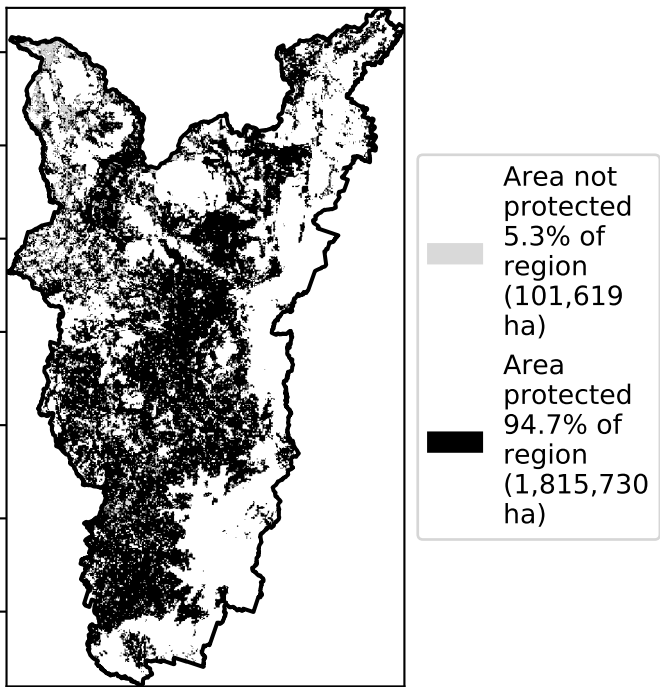 Area not
protected
5.3% of
region
(101,619
ha)
Area
protected
94.7% of
region
(1,815,730
ha)